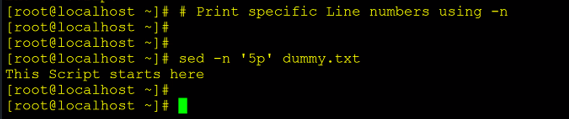 [root@localhost ~]# # Print specific Line numbers using -n
[root@localhost ~]#
[root@localhost ~]#
[root@localhost ~]# sed -n '5p' dummy.txt
This Script starts here
[root@localhost ~]#
[root@localhost ~]#